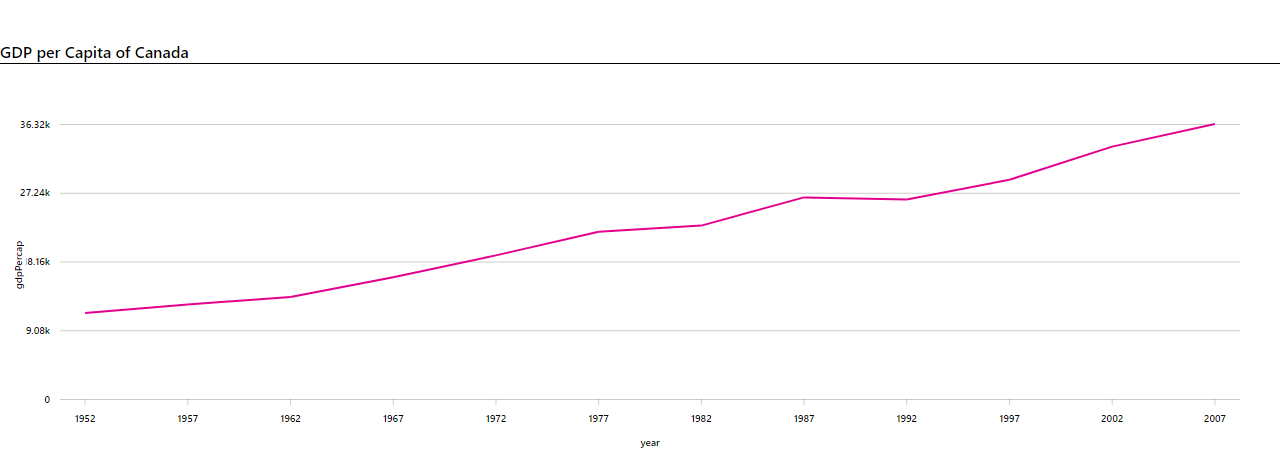 GDP per Capita of Canada
36.32k
27.24k
gdpPercap
18.16k
9.08k
0
1952 1957 1962 1967 1972 1977 1982 1987 1992 1997 2002 2007
year